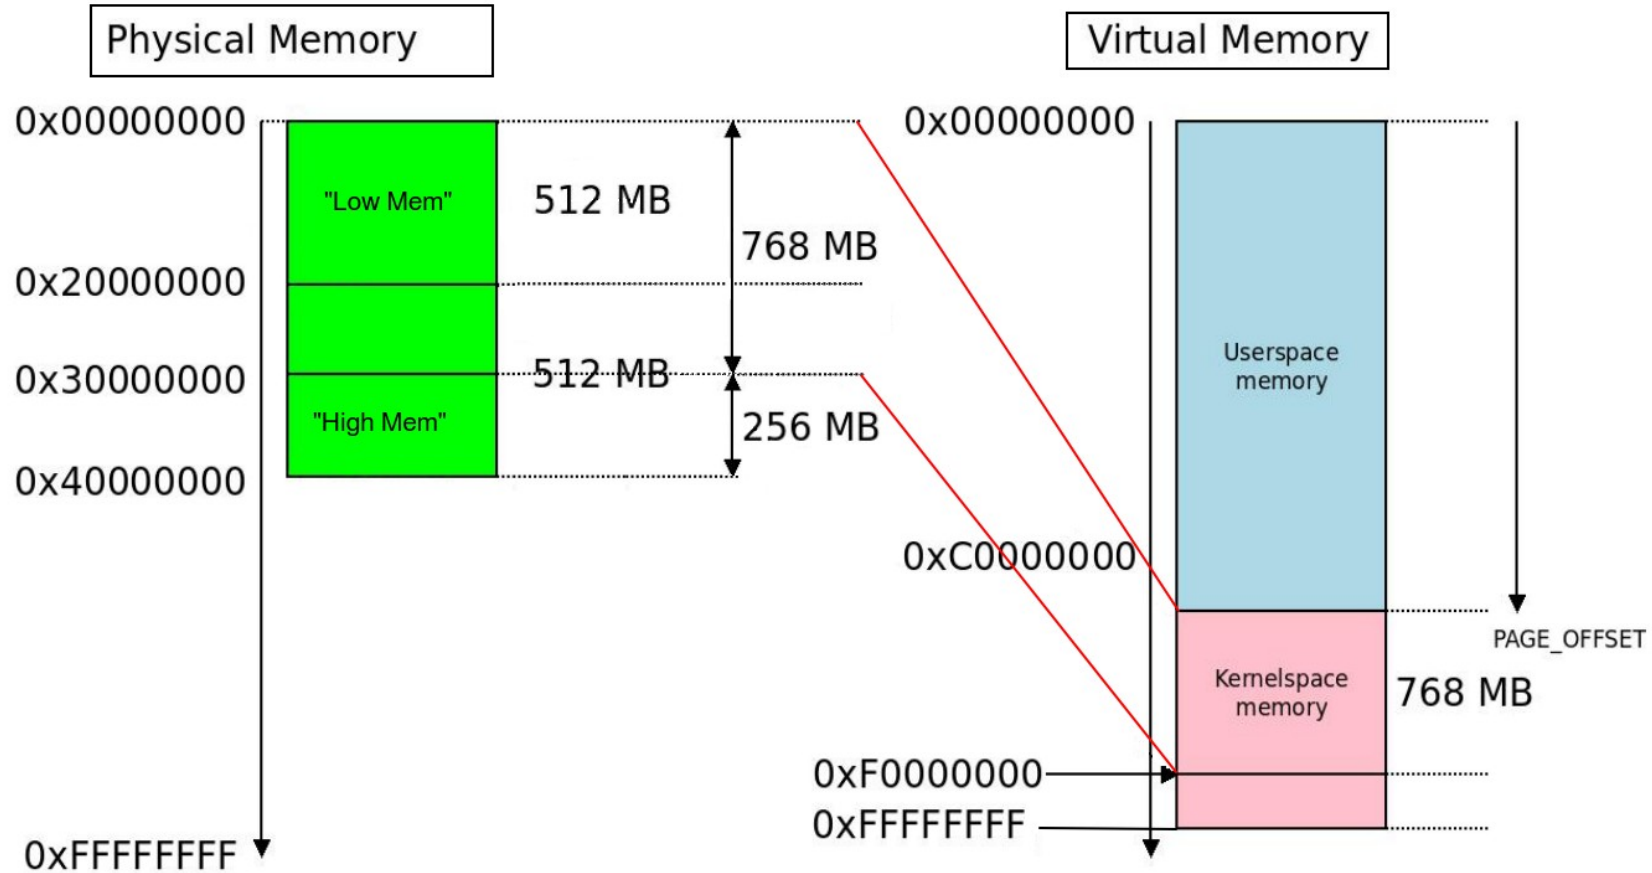 Physical Memory
Virtual Memory
0x00000000
"Low Mem"
512 MB
768 MB
0x20000000
0x30000000
512 MB
"High Mem"
256 MB
0x40000000
0xFFFFFFFF
0x00000000
Userspace
memory
0xC0000000
PAGE_OFFSET
Kernelspace
memory
768 MB
0xF0000000
0xFFFFFFFF